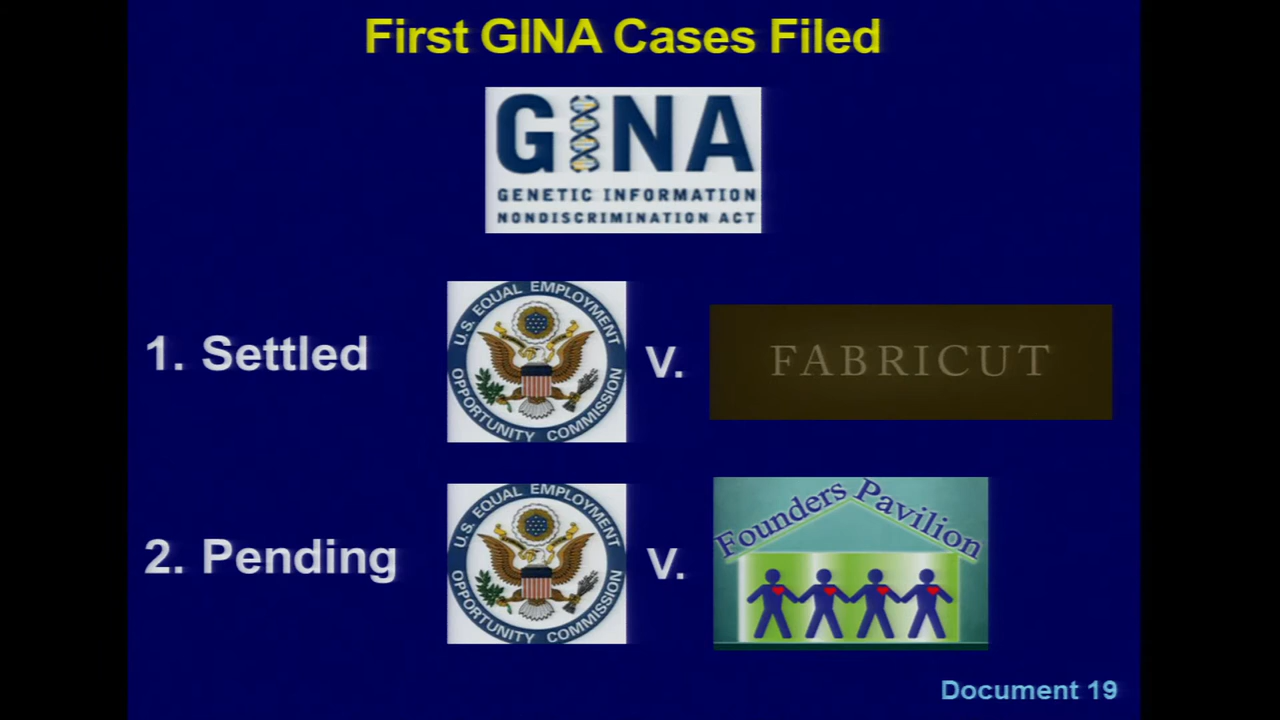 First GINA Cases Filed
GINA
GENETIC INFORMATION
NONDISCRIMINATION ACT
1. Settled
U.S. EQUAL EMPLOYMENT
OPPORTUNITY COMMISSION
V.
FABRICUT
2. Pending
U.S. EQUAL EMPLOYMENT
OPPORTUNITY COMMISSION
V.
Founders Pavilion
Document 19